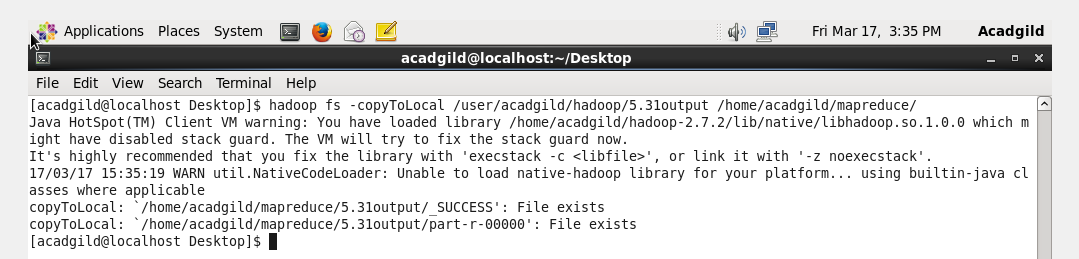 Applications Places System Fri Mar 17, 3:35 PM Acadgild
acadgild@localhost:~/Desktop
File Edit View Search Terminal Help
[acadgild@localhost Desktop]$ hadoop fs -copyToLocal /user/acadgild/hadoop/5.31output /home/acadgild/mapreduce/
Java HotSpot(TM) Client VM warning: You have loaded library /home/acadgild/hadoop-2.7.2/lib/native/libhadoop.so.1.0.0 which m
ight have disabled stack guard. The VM will try to fix the stack guard now.
It's highly recommended that you fix the library with 'execstack -c <libfile>', or link it with '-z noexecstack'.
17/03/17 15:35:19 WARN util.NativeCodeLoader: Unable to load native-hadoop library for your platform... using builtin-java cl
asses where applicable
copyToLocal: `/home/acadgild/mapreduce/5.31output/_SUCCESS': File exists
copyToLocal: `/home/acadgild/mapreduce/5.31output/part-r-00000': File exists
[acadgild@localhost Desktop]$